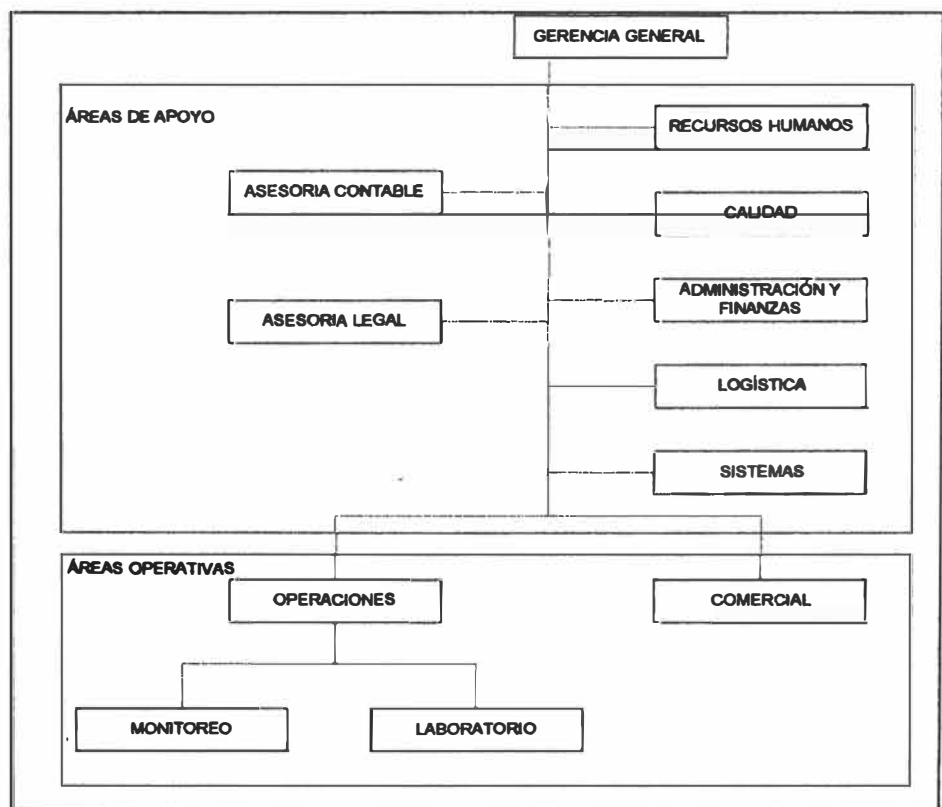 GERENCIA GENERAL
ÁREAS DE APOYO
RECURSOS HUMANOS
ASESORIA CONTABLE
CALIDAD
ADMINISTRACIÓN Y
FINANZAS
ASESORIA LEGAL
LOGÍSTICA
SISTEMAS
ÁREAS OPERATIVAS
OPERACIONES
COMERCIAL
MONITOREO
LABORATORIO